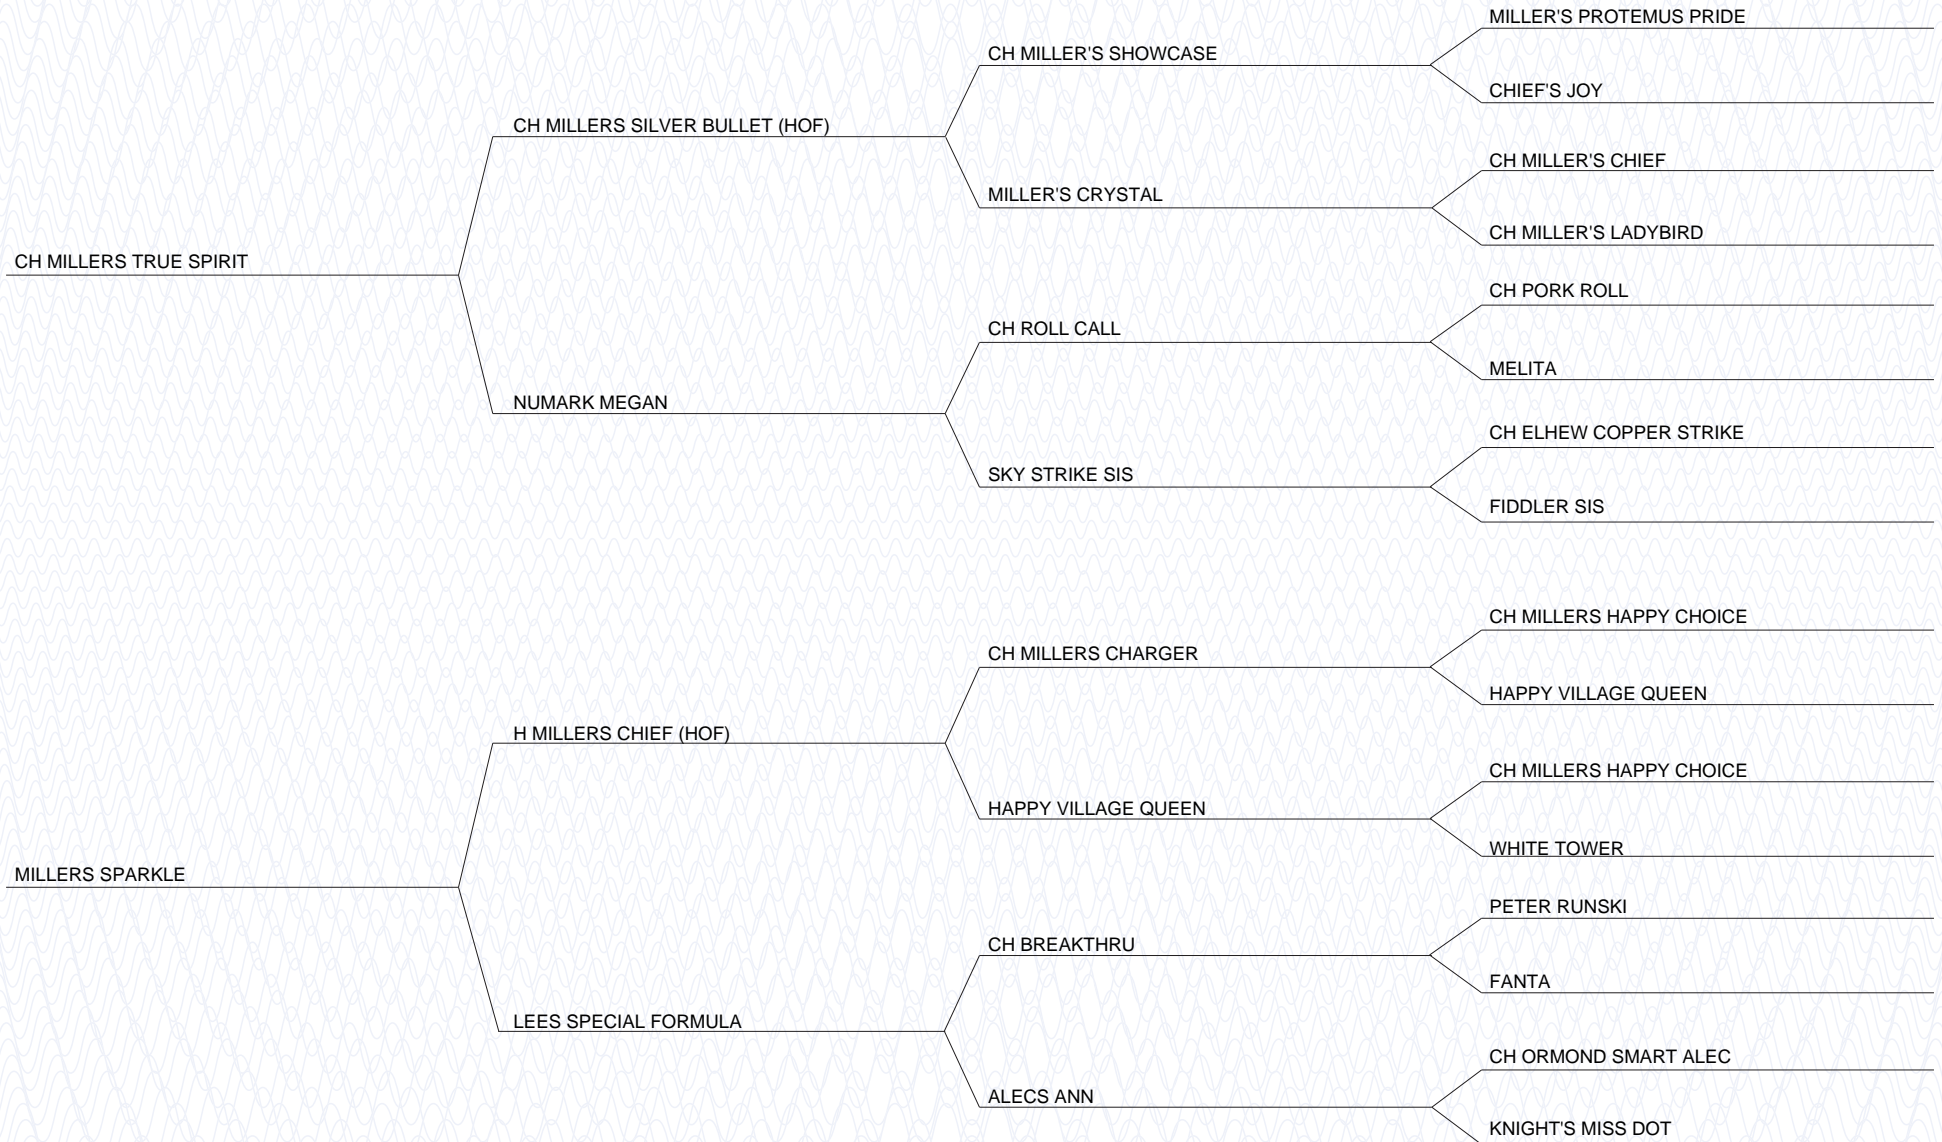 MILLER'S PROTEMUS PRIDE
CH MILLER'S SHOWCASE
CHIEF'S JOY
CH MILLERS SILVER BULLET (HOF)
CH MILLER'S CHIEF
MILLER'S CRYSTAL
CH MILLER'S LADYBIRD
CH MILLERS TRUE SPIRIT
CH PORK ROLL
CH ROLL CALL
MELITA
NUMARK MEGAN
CH ELHEW COPPER STRIKE
SKY STRIKE SIS
FIDDLER SIS
CH MILLERS HAPPY CHOICE
CH MILLERS CHARGER
HAPPY VILLAGE QUEEN
H MILLERS CHIEF (HOF)
CH MILLERS HAPPY CHOICE
HAPPY VILLAGE QUEEN
WHITE TOWER
MILLERS SPARKLE
PETER RUNSKI
CH BREAKTHRU
FANTA
LEES SPECIAL FORMULA
CH ORMOND SMART ALEC
ALECS ANN
KNIGHT'S MISS DOT